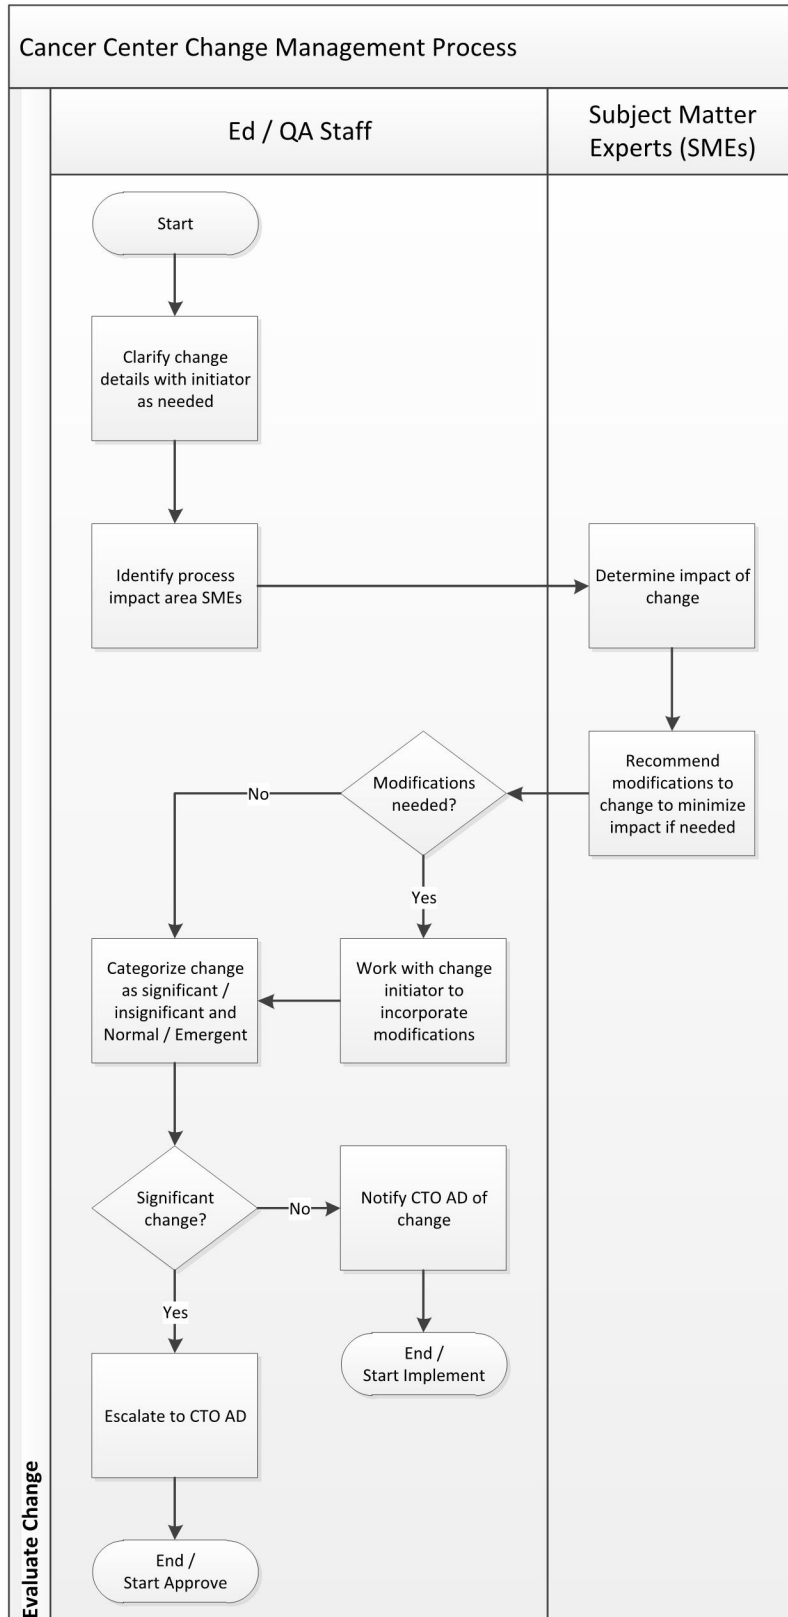 Cancer Center Change Management Process
Ed / QA Staff
Subject Matter
Experts (SMEs)
Start
Clarify change
details with initiator
as needed
Identify process
impact area SMEs
Determine impact of
change
Recommend
modifications to
change to minimize
impact if needed
Modifications
needed?
No
Yes
Categorize change
as significant /
insignificant and
Normal / Emergent
Work with change
initiator to
incorporate
modifications
Significant
change?
No
Notify CTO AD of
change
Yes
End /
Start Implement
Escalate to CTO AD
End /
Start Approve
Evaluate Change